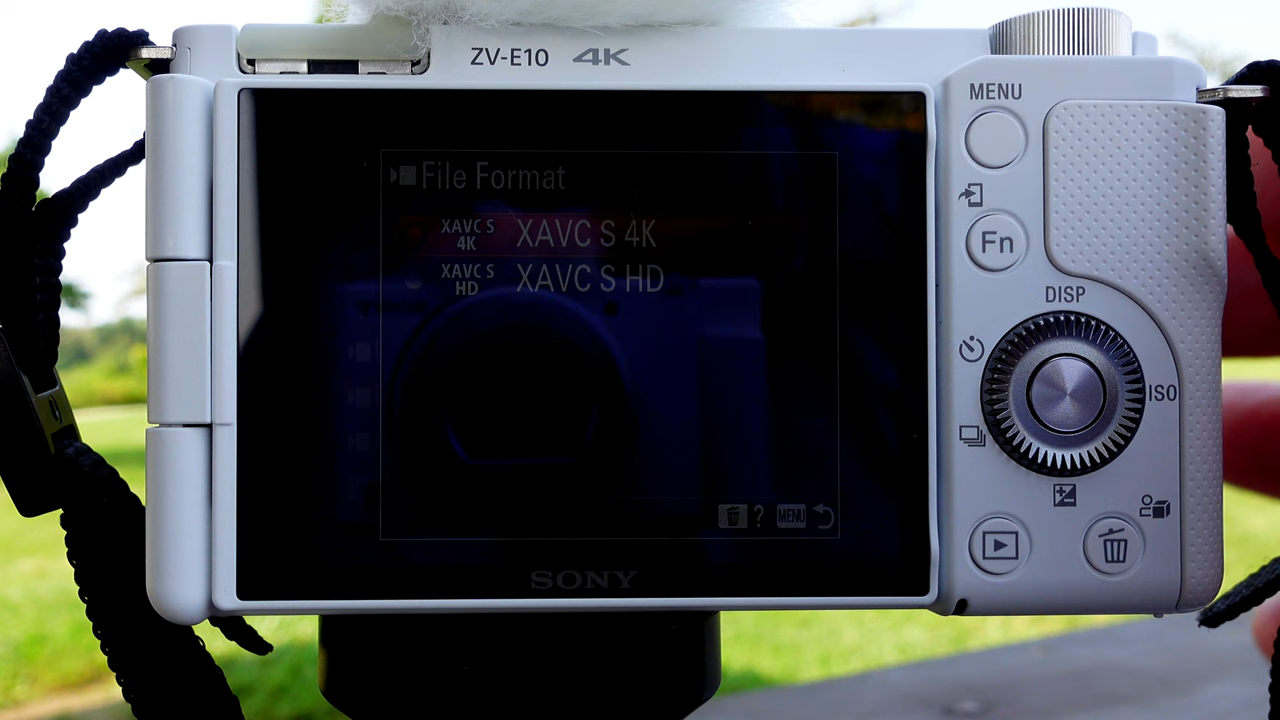 ZV-E10 4K
MENU
File Format
XAVC S 4K XAVC S 4K
XAVC S HD XAVC S HD
Fn
DISP
ISO
? MENU
SONY